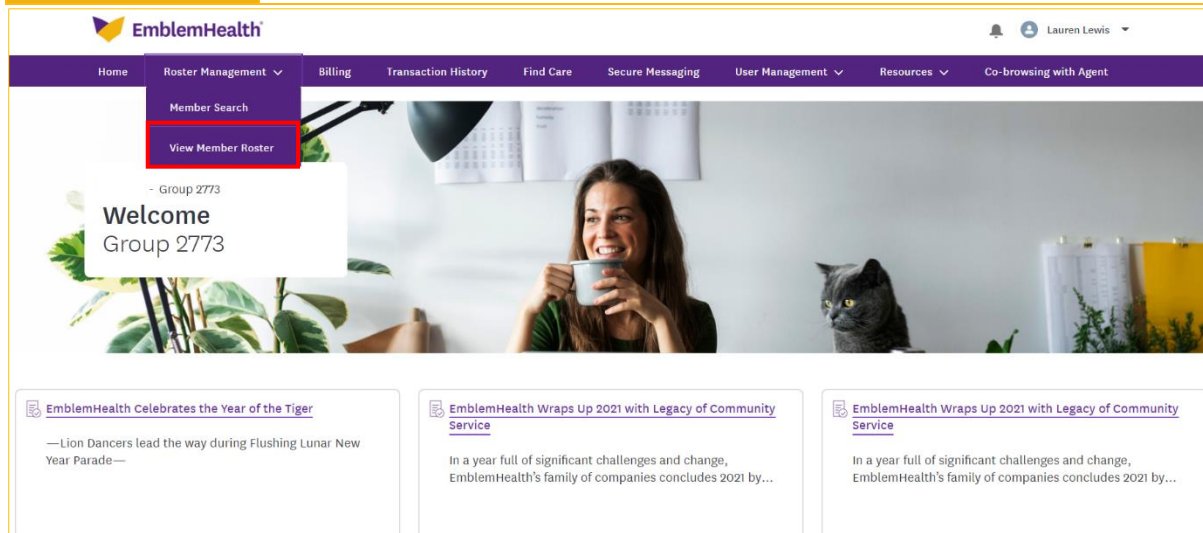 EmblemHealth
Lauren Lewis
Home Roster Management Billing Transaction History Find Care Secure Messaging User Management Resources Co-browsing with Agent
Member Search
View Member Roster
- Group 2773
Welcome
Group 2773
EmblemHealth Celebrates the Year of the Tiger
—Lion Dancers lead the way during Flushing Lunar New
Year Parade—
EmblemHealth Wraps Up 2021 with Legacy of Community
Service
In a year full of significant challenges and change,
EmblemHealth's family of companies concludes 2021 by...
EmblemHealth Wraps Up 2021 with Legacy of Community
Service
In a year full of significant challenges and change,
EmblemHealth's family of companies concludes 2021 by...